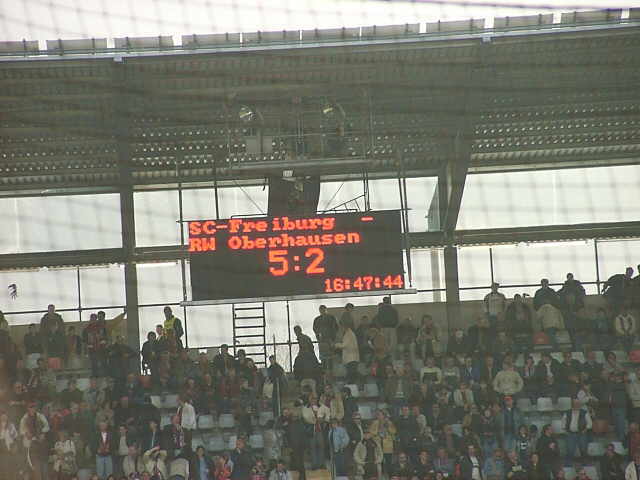 SC-Freiburg -
RW Oberhausen
5:2
16:47:44